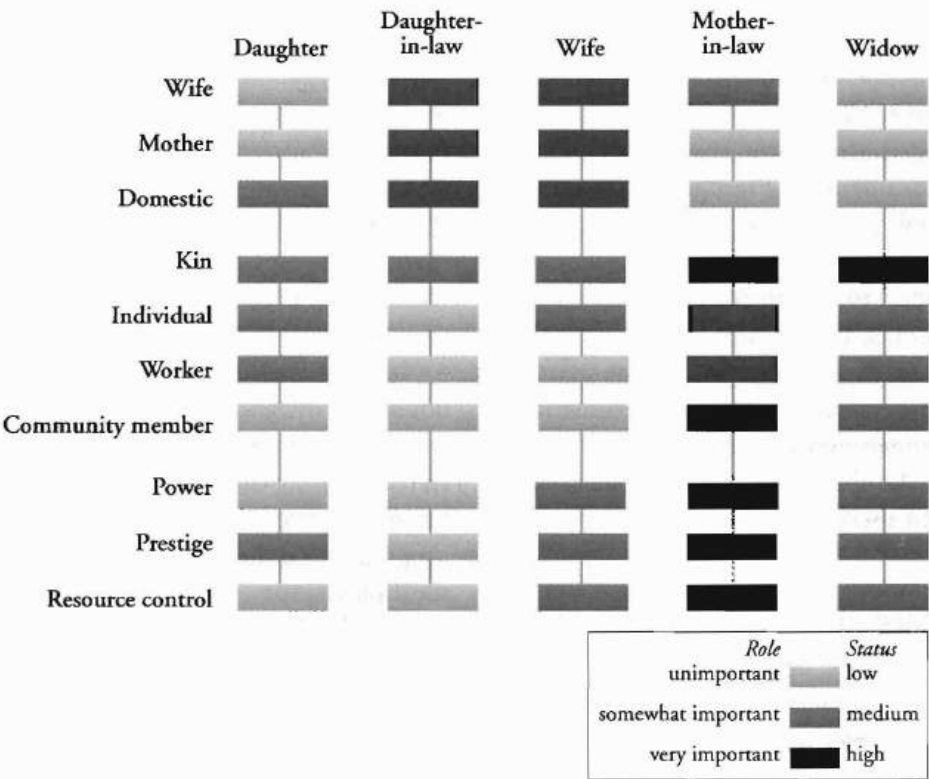 Daughter
Daughter-
in-law
Wife
Mother-
in-law
Widow
Wife
Mother
Domestic
Kin
Individual
Worker
Community member
Power
Prestige
Resource control
Role Status
unimportant low
somewhat important medium
very important high